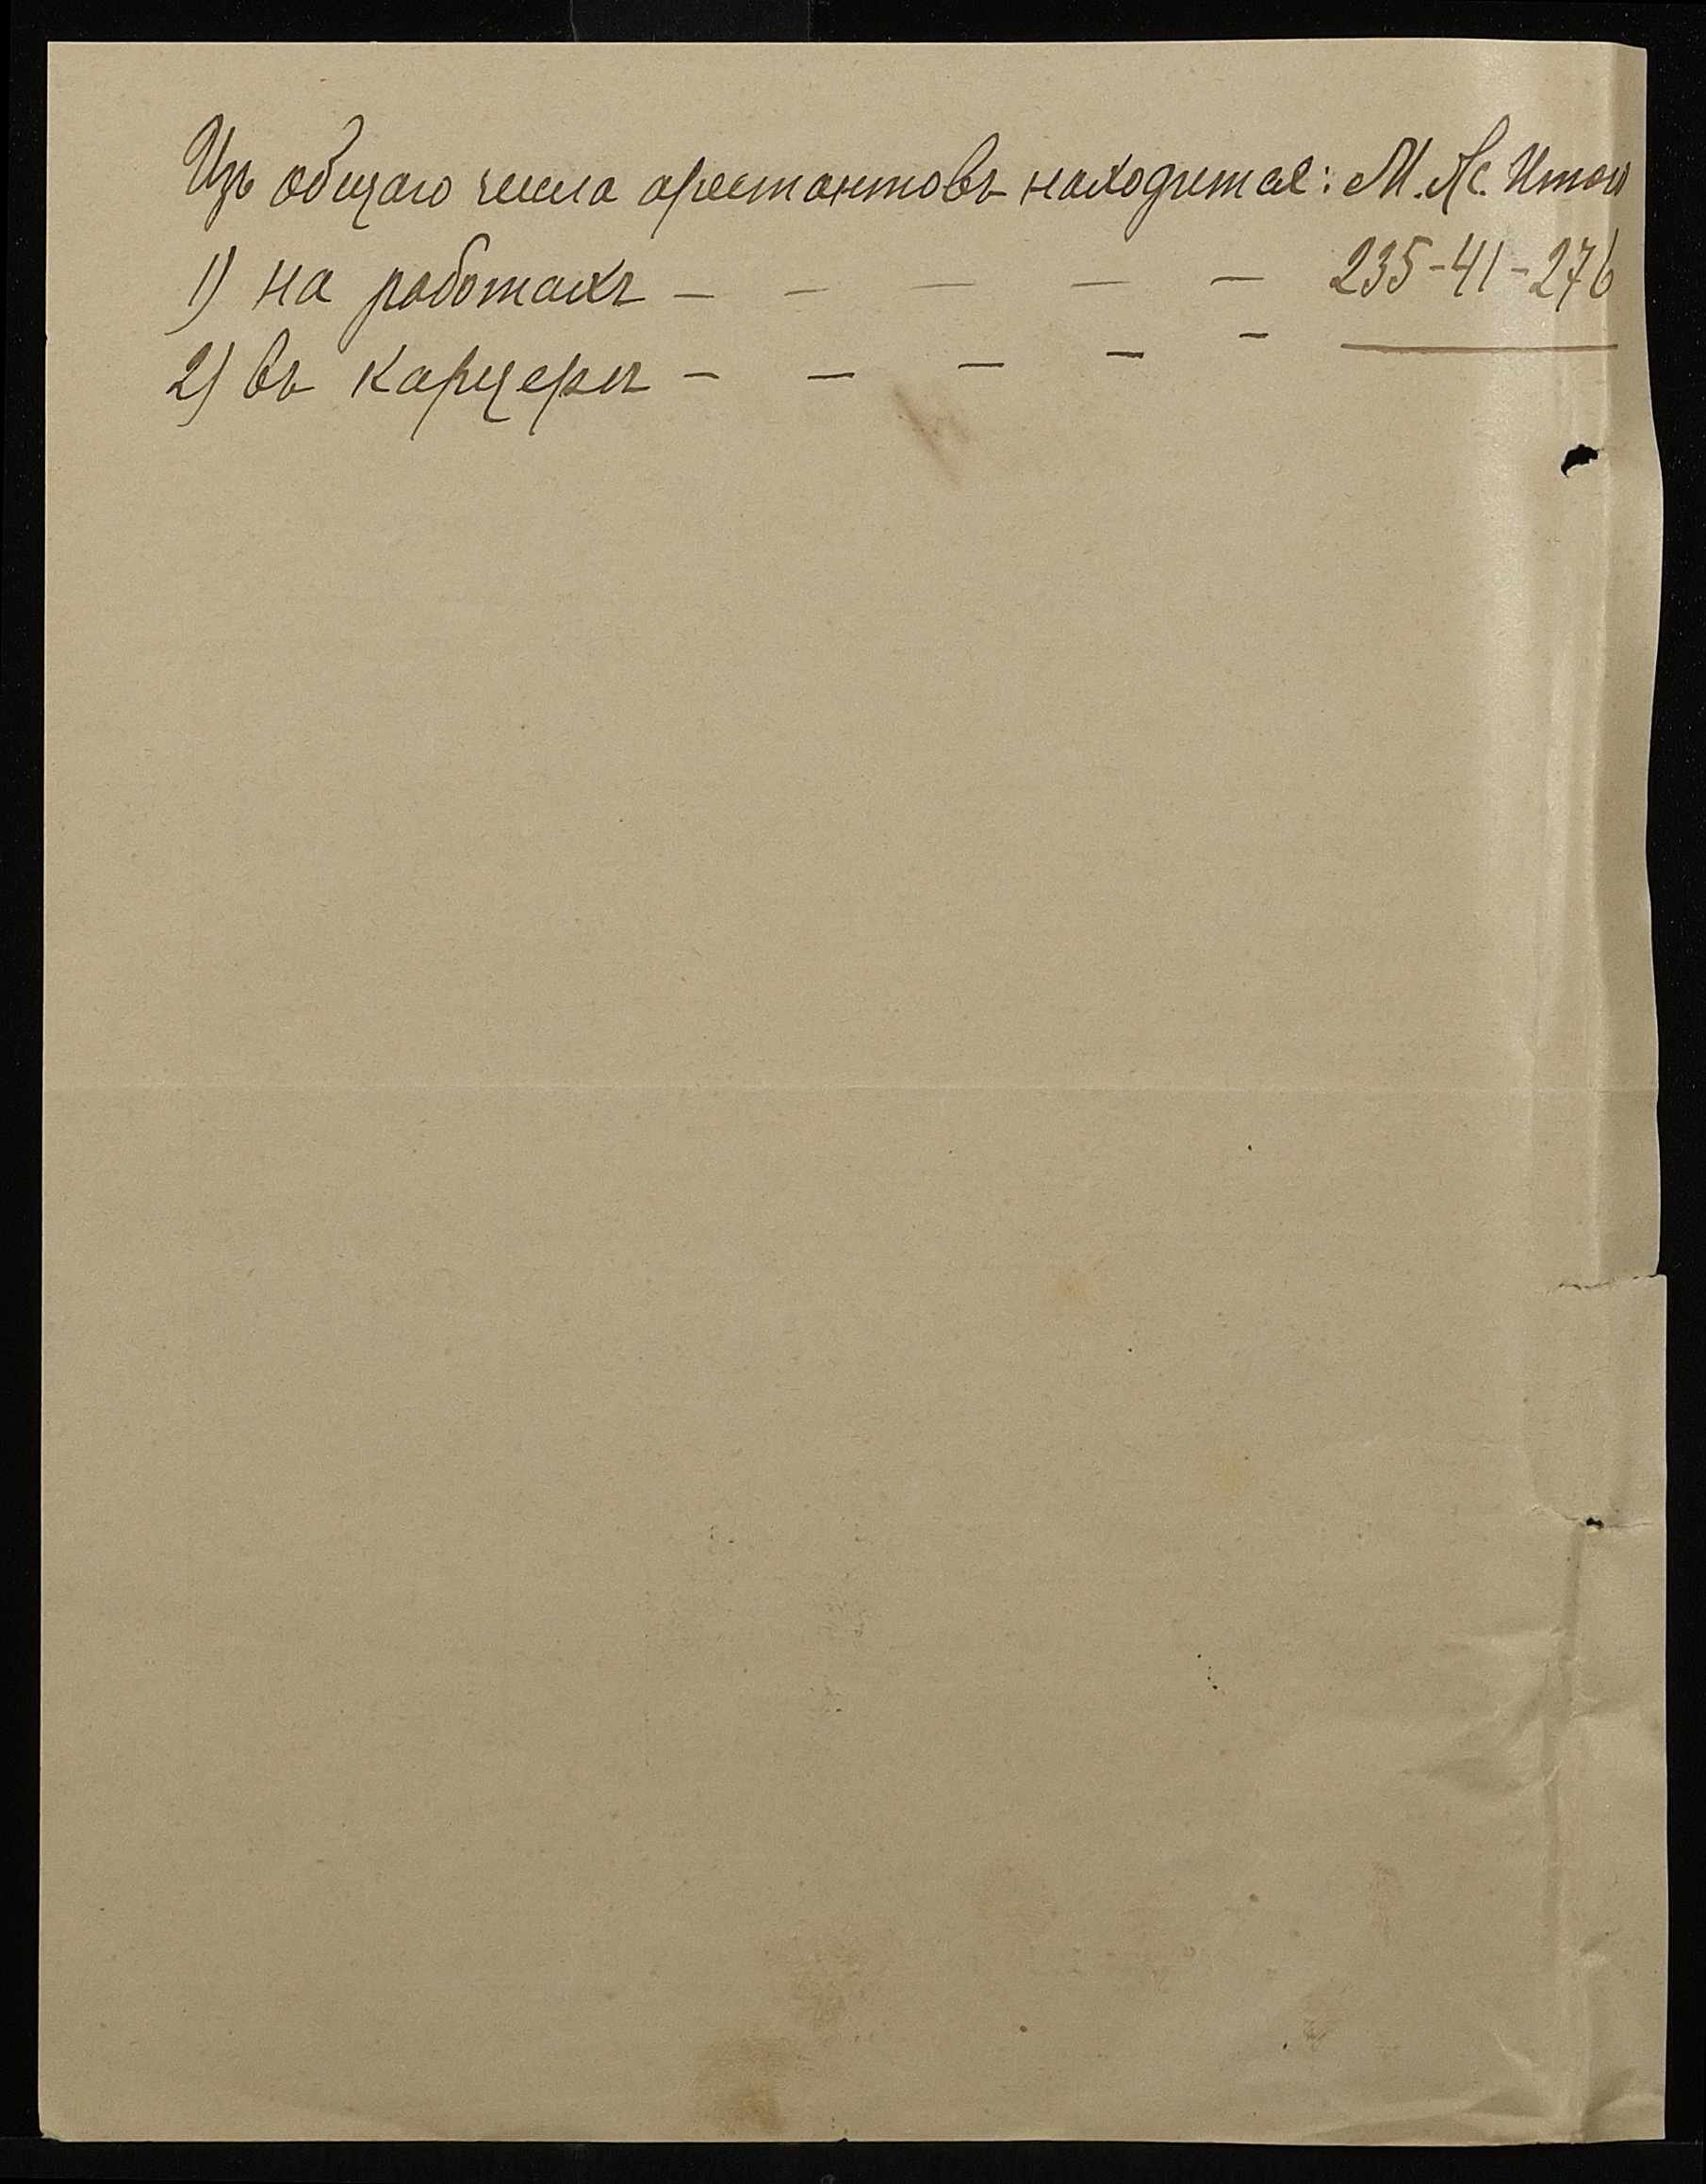 Изъ общаго числа арестантовъ находится: М. Ж. Итого
1) на работахъ – – – – – 235 - 41 - 276
2) въ карцерѣ – – – – –